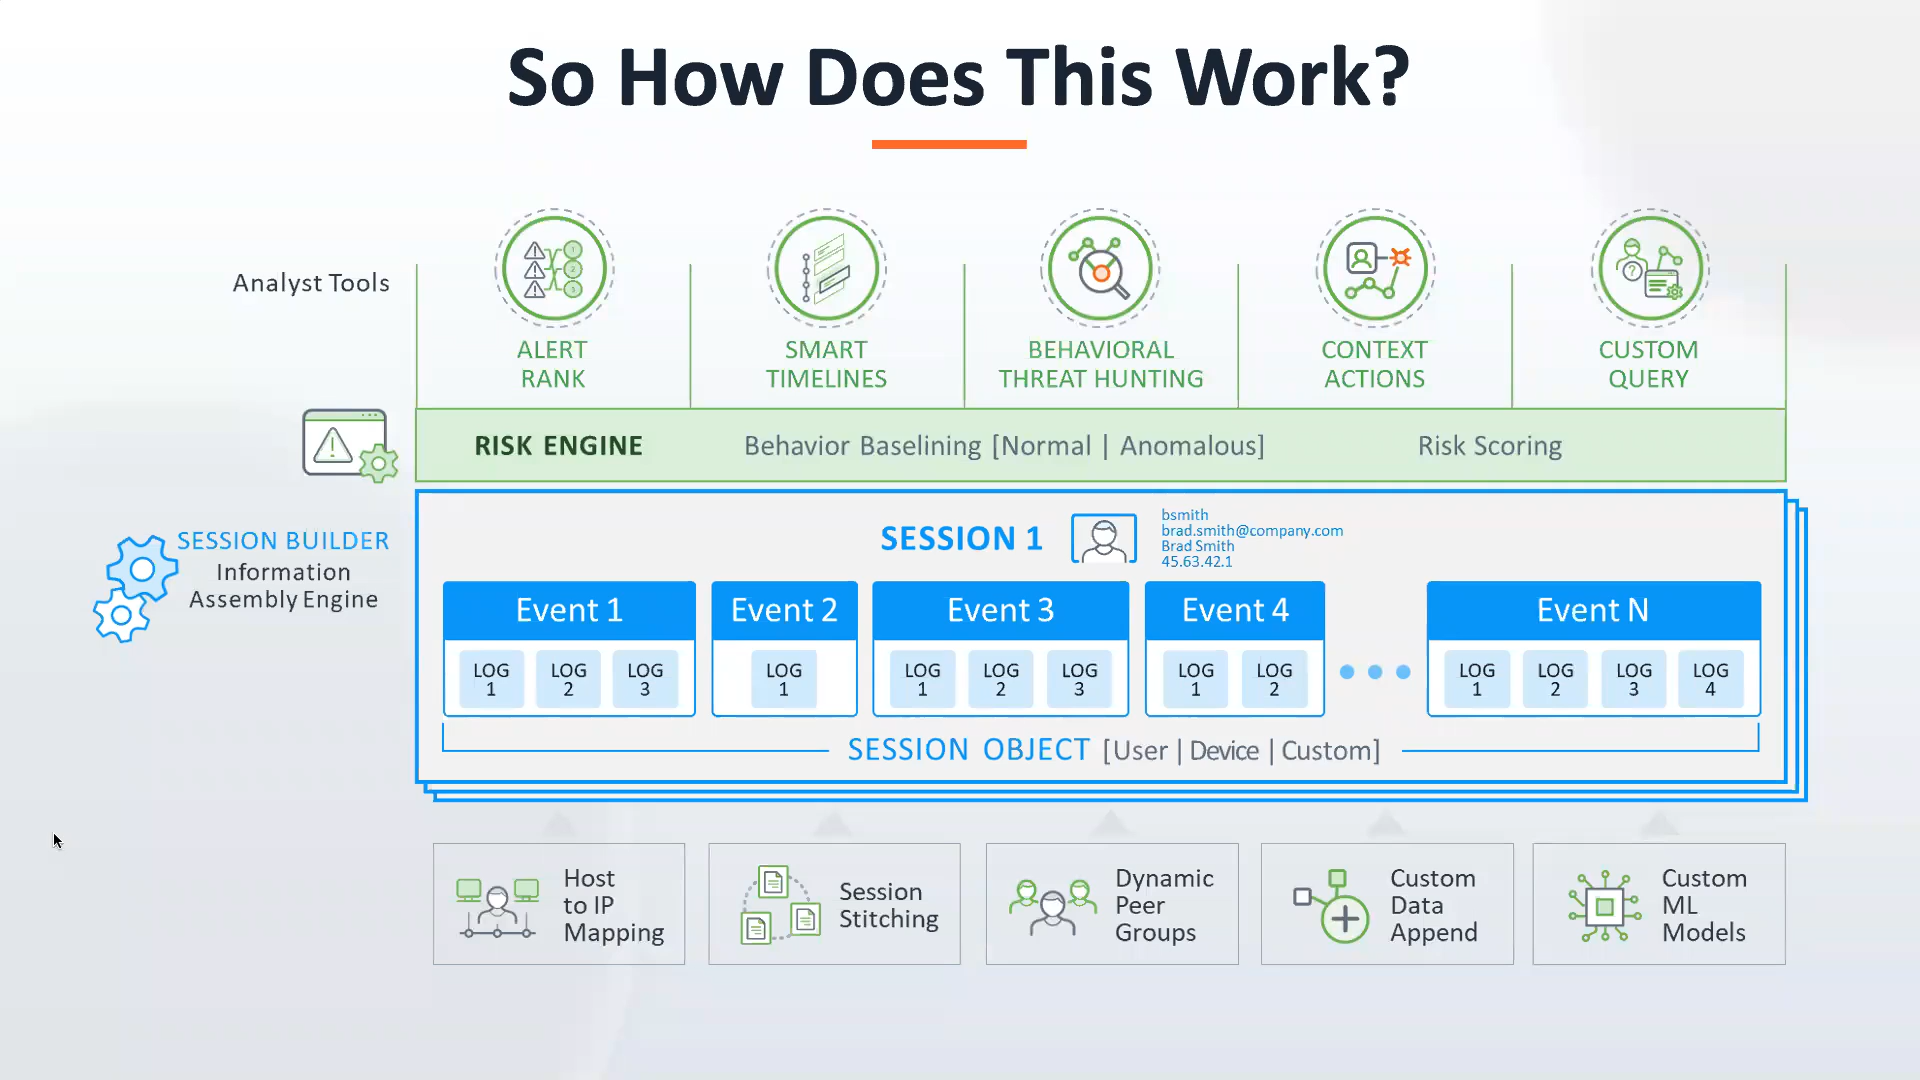 So How Does This Work?
Analyst Tools
ALERT
RANK
SMART
TIMELINES
BEHAVIORAL
THREAT HUNTING
CONTEXT
ACTIONS
CUSTOM
QUERY
RISK ENGINE
Behavior Baselining [Normal | Anomalous]
Risk Scoring
SESSION BUILDER
Information
Assembly Engine
SESSION 1
bsmith
brad.smith@company.com
Brad Smith
45.63.42.1
Event 1
LOG
1
LOG
2
LOG
3
Event 2
LOG
1
Event 3
LOG
1
LOG
2
LOG
3
Event 4
LOG
1
LOG
2
Event N
LOG
1
LOG
2
LOG
3
LOG
4
SESSION OBJECT [User | Device | Custom]
Host
to IP
Mapping
Session
Stitching
Dynamic
Peer
Groups
Custom
Data
Append
Custom
ML
Models